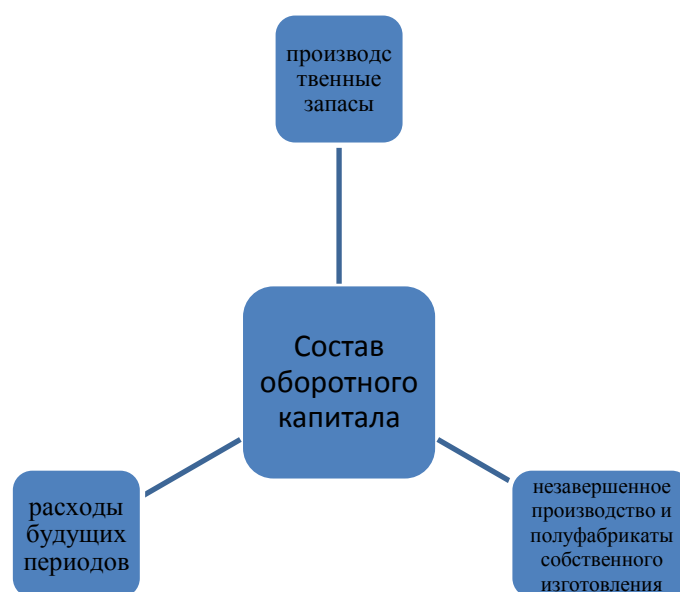 производс
твенные
запасы
Состав
оборотного
капитала
расходы
будущих
периодов
незавершенное
производство и
полуфабрикаты
собственного
изготовления